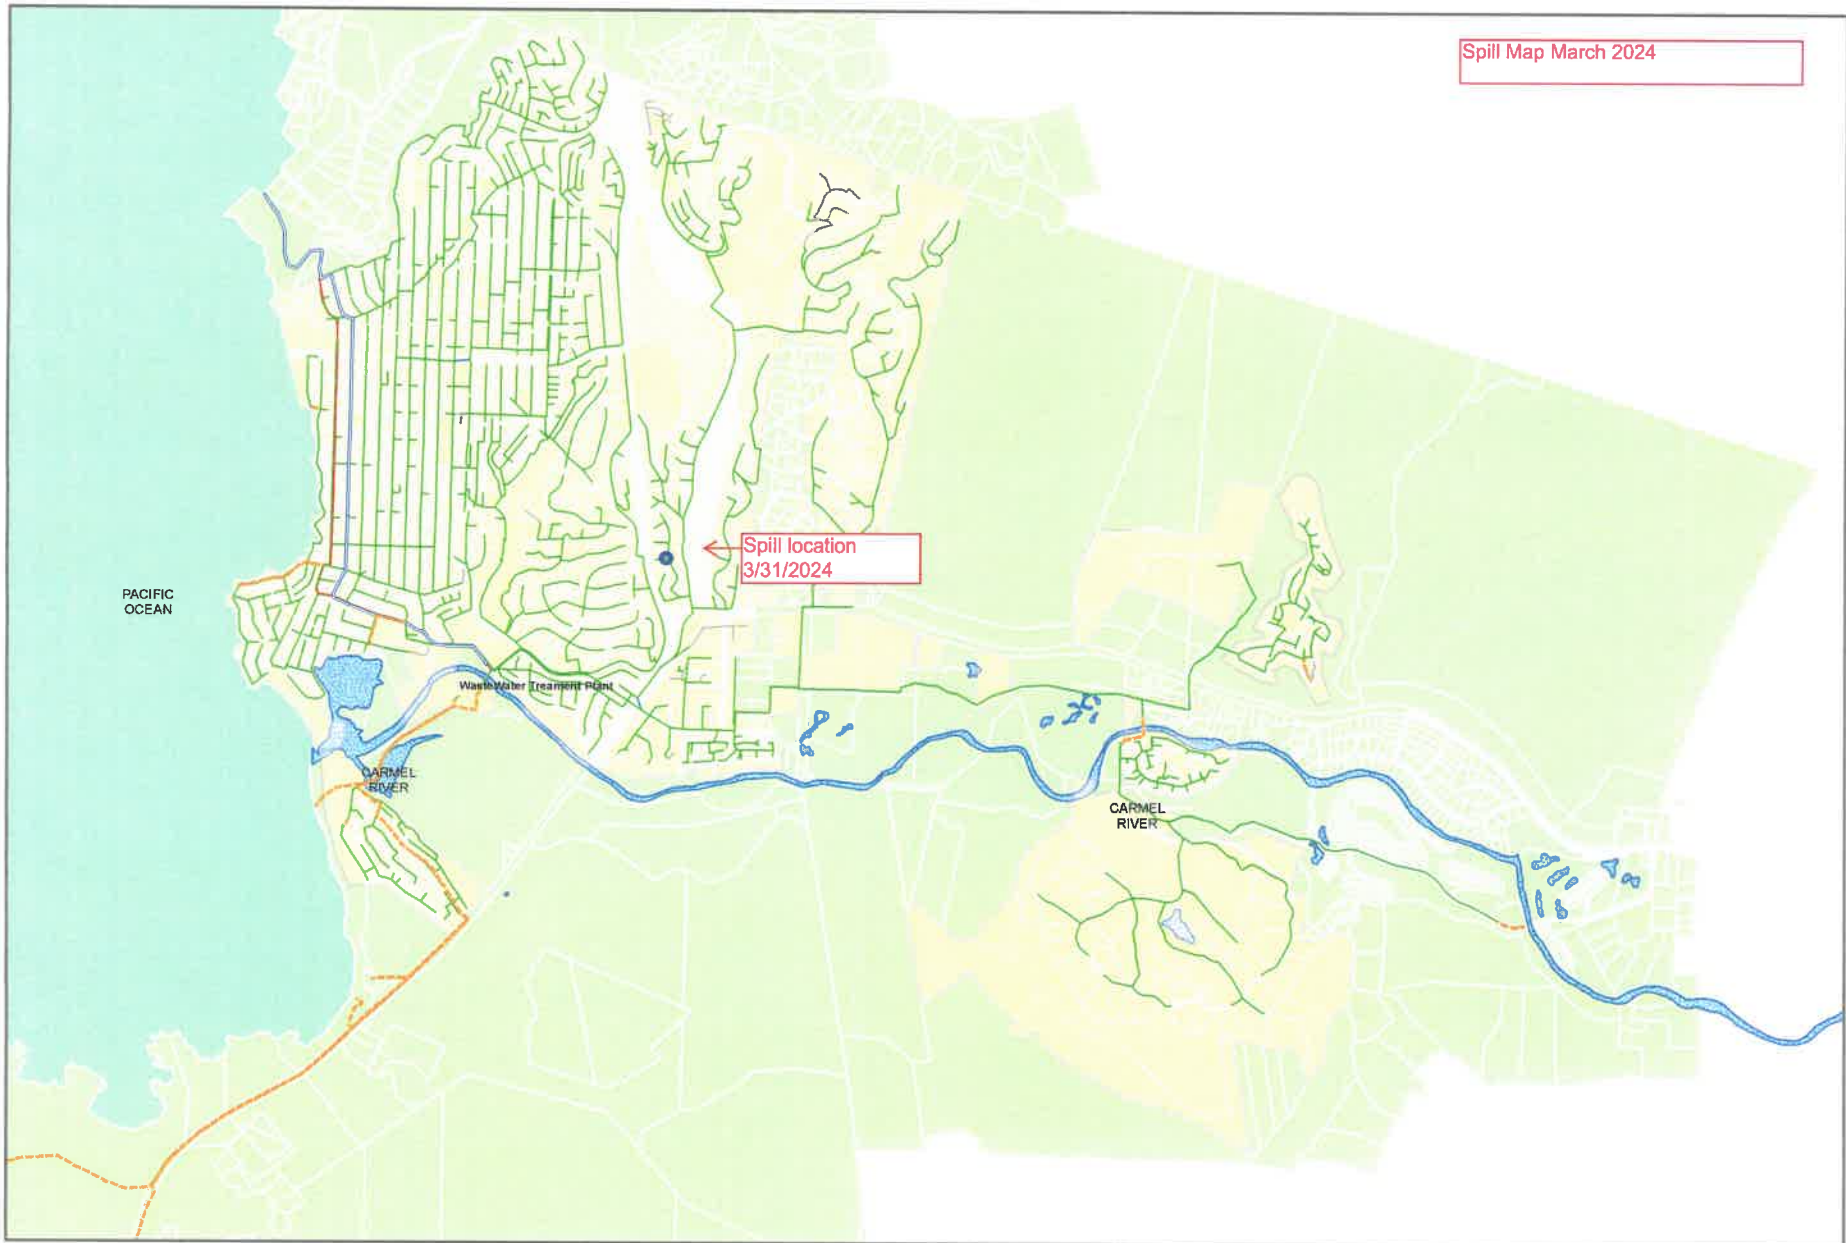 Spill Map March 2024
Spill location
3/31/2024
PACIFIC
OCEAN
WasteWater Treament Plant
CARMEL
RIVER
CARMEL
RIVER